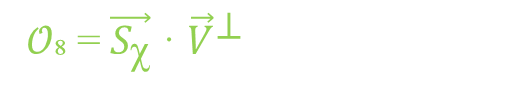 𝒪₈ = S⃗_χ · V⃗^⊥